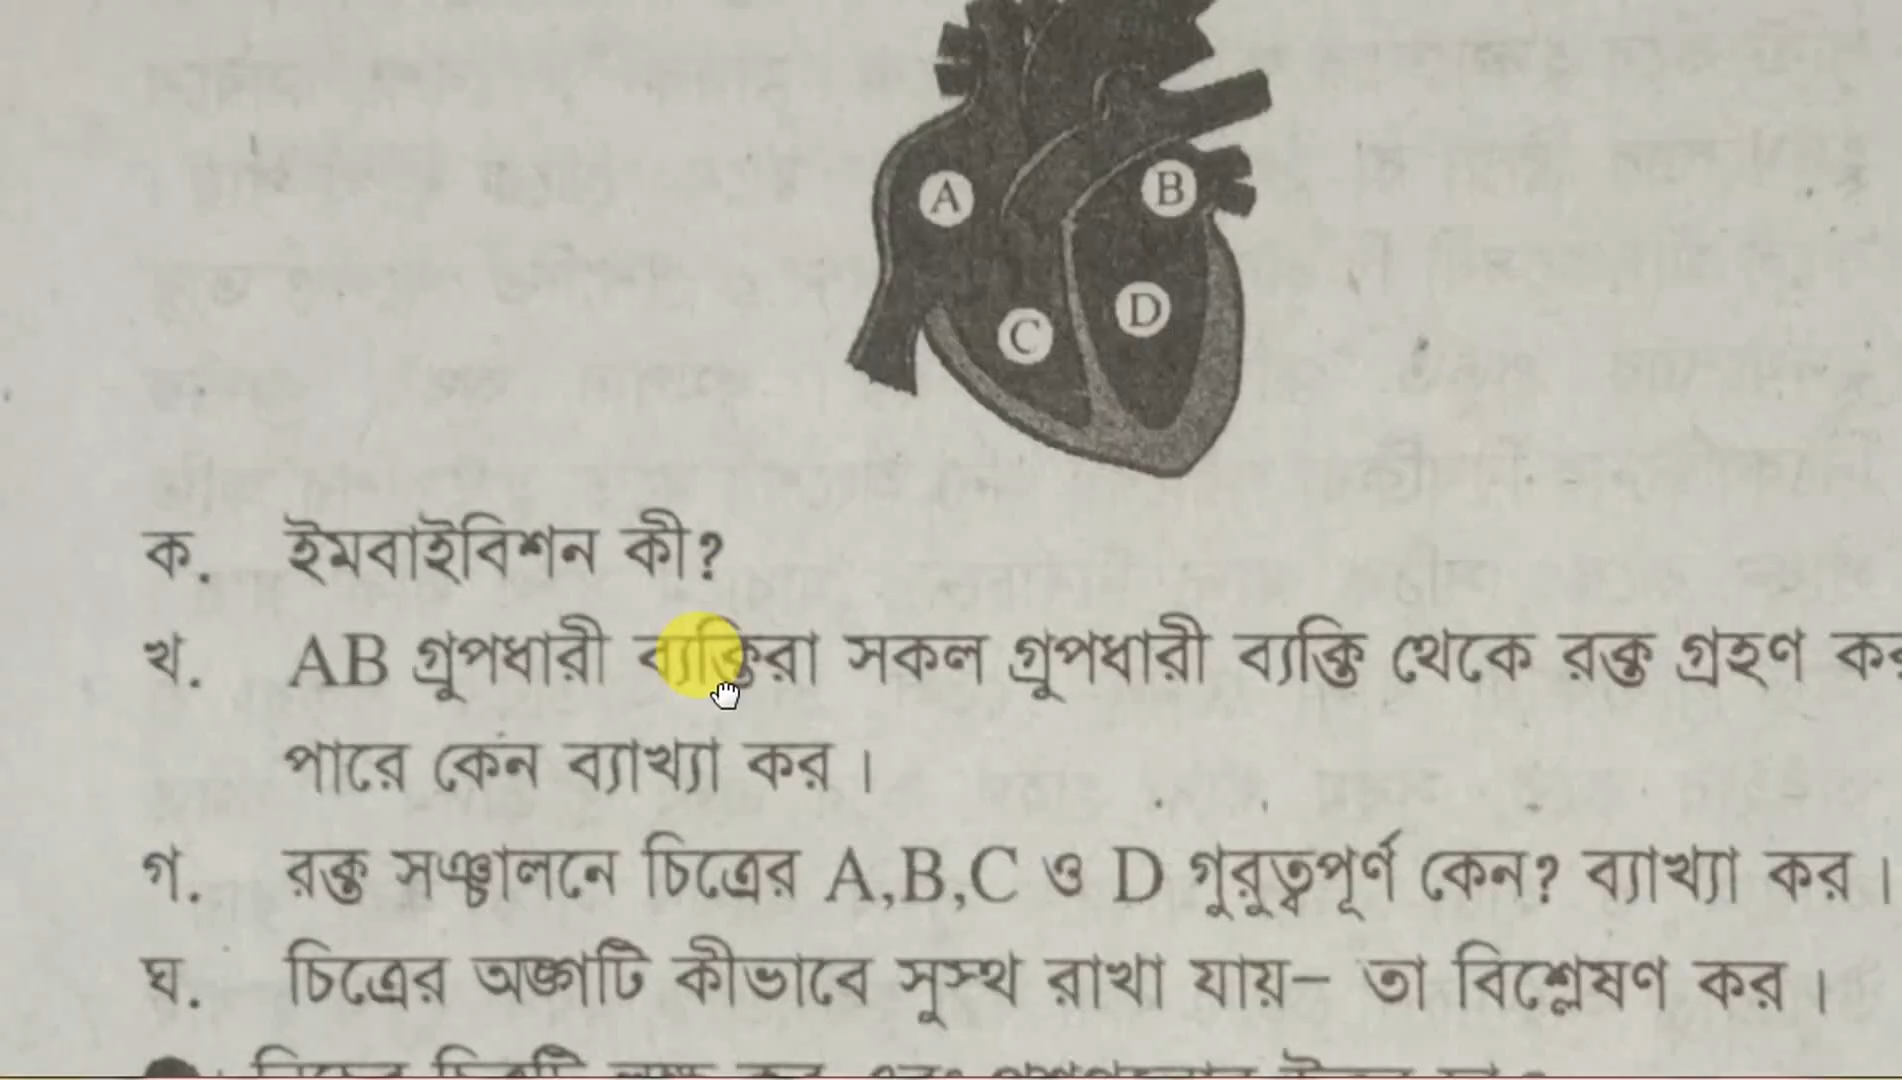 A
B
C
D
ক. ইমবাইবিশন কী?
খ. AB গ্রুপধারী ব্যক্তিরা সকল গ্রুপধারী ব্যক্তি থেকে রক্ত গ্রহণ
পারে কেন ব্যাখ্যা কর।
গ. রক্ত সঞ্চালনে চিত্রের A,B,C ও D গুরুত্বপূর্ণ কেন? ব্যাখ্যা কর।
ঘ. চিত্রের অঙ্গটি কীভাবে সুস্থ রাখা যায়– তা বিশ্লেষণ কর।